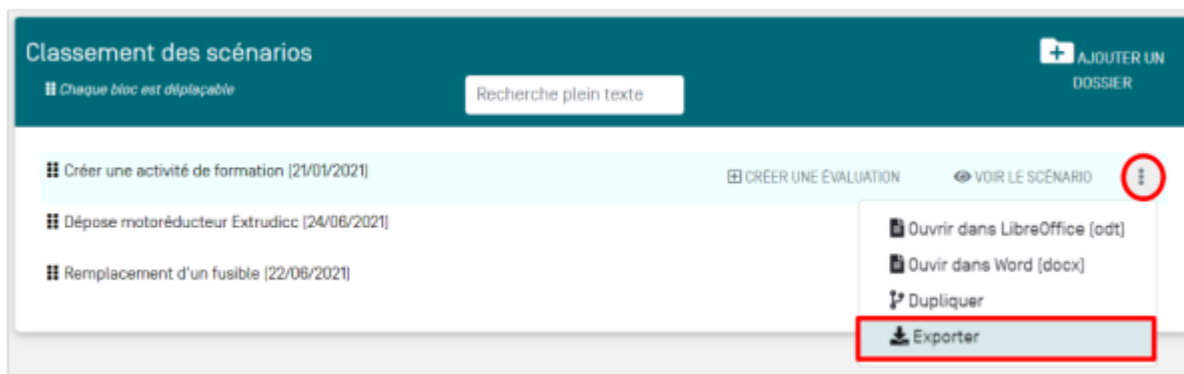 Classement des scénarios
AJOUTER UN
DOSSIER
Chaque bloc est déplaçable
Recherche plein texte
Créer une activité de formation [21/01/2021]
CRÉER UNE ÉVALUATION
VOIR LE SCÉNARIO
Dépose motoréducteur Extrudicc [24/06/2021]
Remplacement d'un fusible [22/06/2021]
Ouvrir dans LibreOffice [odt]
Ouvir dans Word [docx]
Dupliquer
Exporter